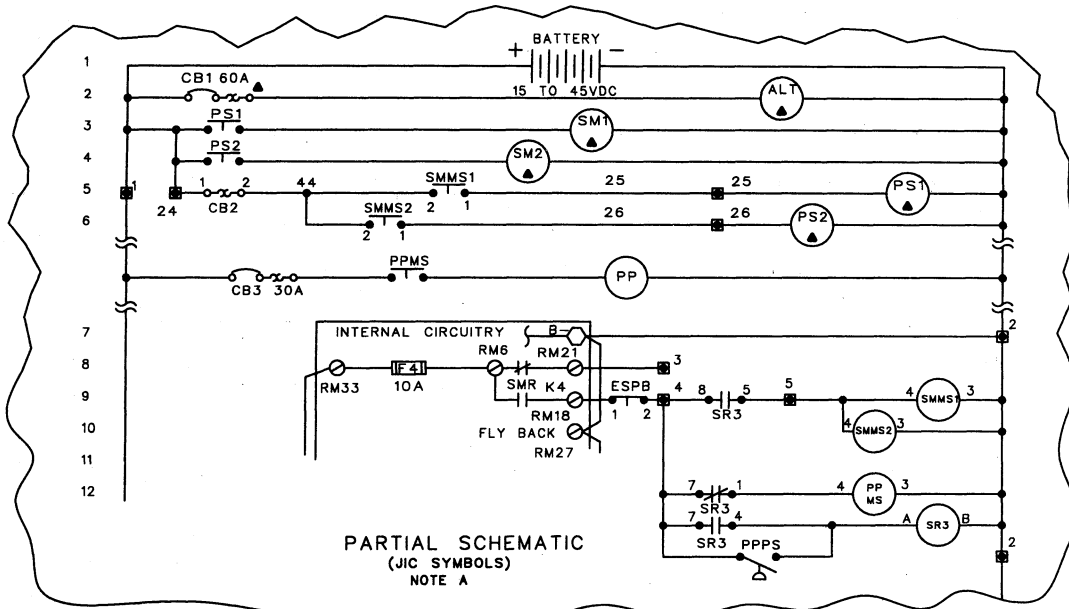 BATTERY
+ −
1
CB1 60A
15 TO 45VDC
2
ALT
PS1
3
SM1
PS2
4
SM2
SMMS1
1 1 2 44 25 25
5
PS1
24 CB2 2 1
SMMS2
6
26 26
PS2
2 1
PPMS
PP
CB3 30A
7
INTERNAL CIRCUITRY B−
2
RM6 RM21
8
F4
3
RM33 10A SMR K4 ESPB
9
4 8 5 5 4 SMMS1 3
RM18 1 2 SR3
10
FLY BACK
4 SMMS2 3
RM27
11
12
7 1 4 PP MS 3
SR3
7 4 A SR3 B
SR3 PPPS
2
PARTIAL SCHEMATIC
(JIC SYMBOLS)
NOTE A